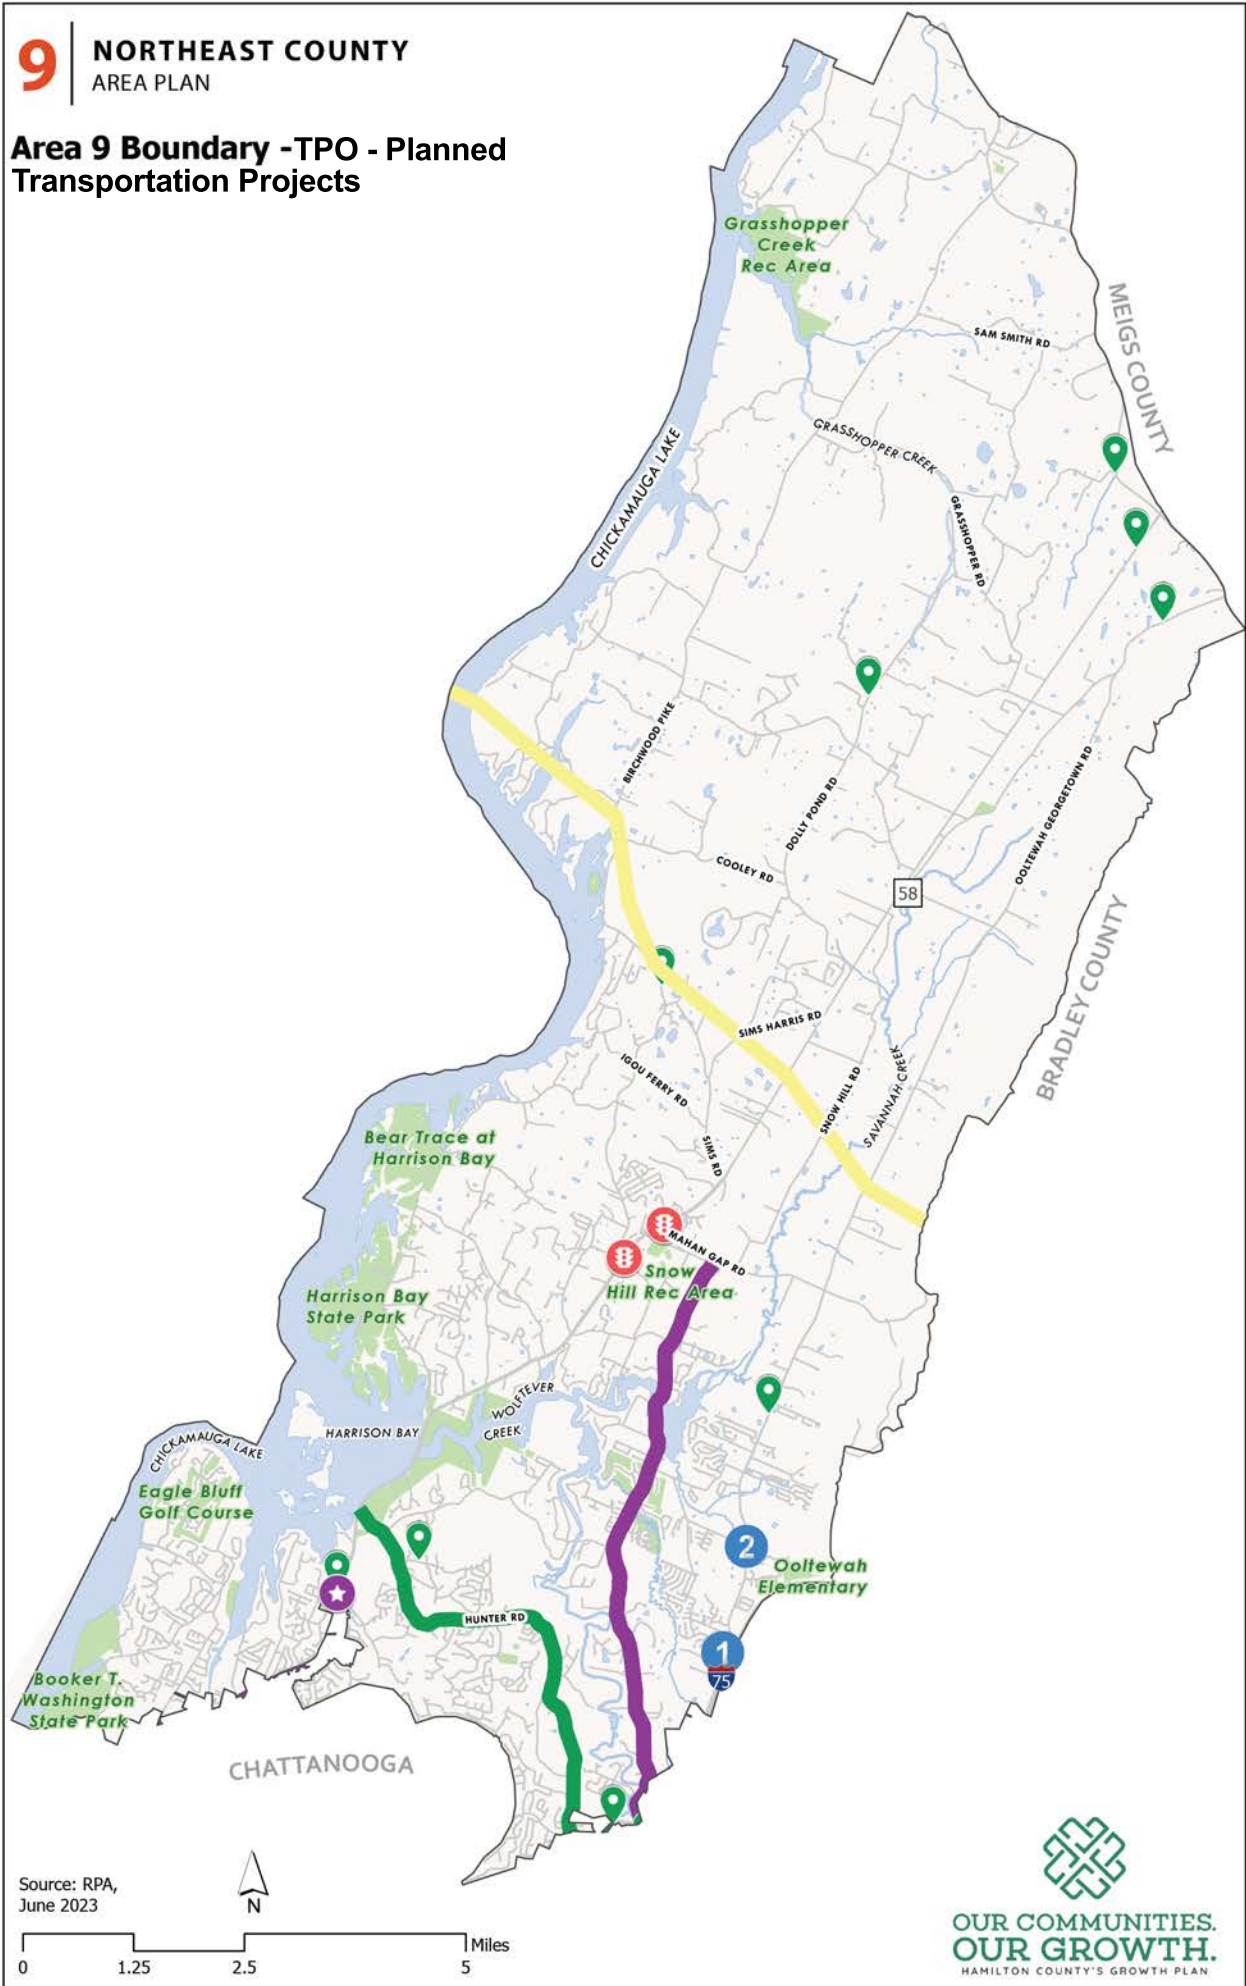 9
NORTHEAST COUNTY
AREA PLAN
Area 9 Boundary -TPO - Planned
Transportation Projects
Grasshopper
Creek
Rec Area
MEIGS COUNTY
SAM SMITH RD
GRASSHOPPER CREEK
CHICKAMAUGA LAKE
GRASSHOPPER RD
BIRCHWOOD PIKE
DOLLY POND RD
OOLTEWAH GEORGETOWN RD
COOLEY RD
58
BRADLEY COUNTY
SIMS HARRIS RD
IGOU FERRY RD
SNOW HILL RD
SAVANNAH CREEK
Bear Trace at
Harrison Bay
SIMS RD
MAHAN GAP RD
Snow
Hill Rec Area
Harrison Bay
State Park
WOLFTEVER
CREEK
HARRISON BAY
CHICKAMAUGA LAKE
Eagle Bluff
Golf Course
2
Ooltewah
Elementary
HUNTER RD
1
75
Booker T.
Washington
State Park
CHATTANOOGA
Source: RPA,
June 2023
N
Miles
0 1.25 2.5 5
OUR COMMUNITIES.
OUR GROWTH.
HAMILTON COUNTY'S GROWTH PLAN